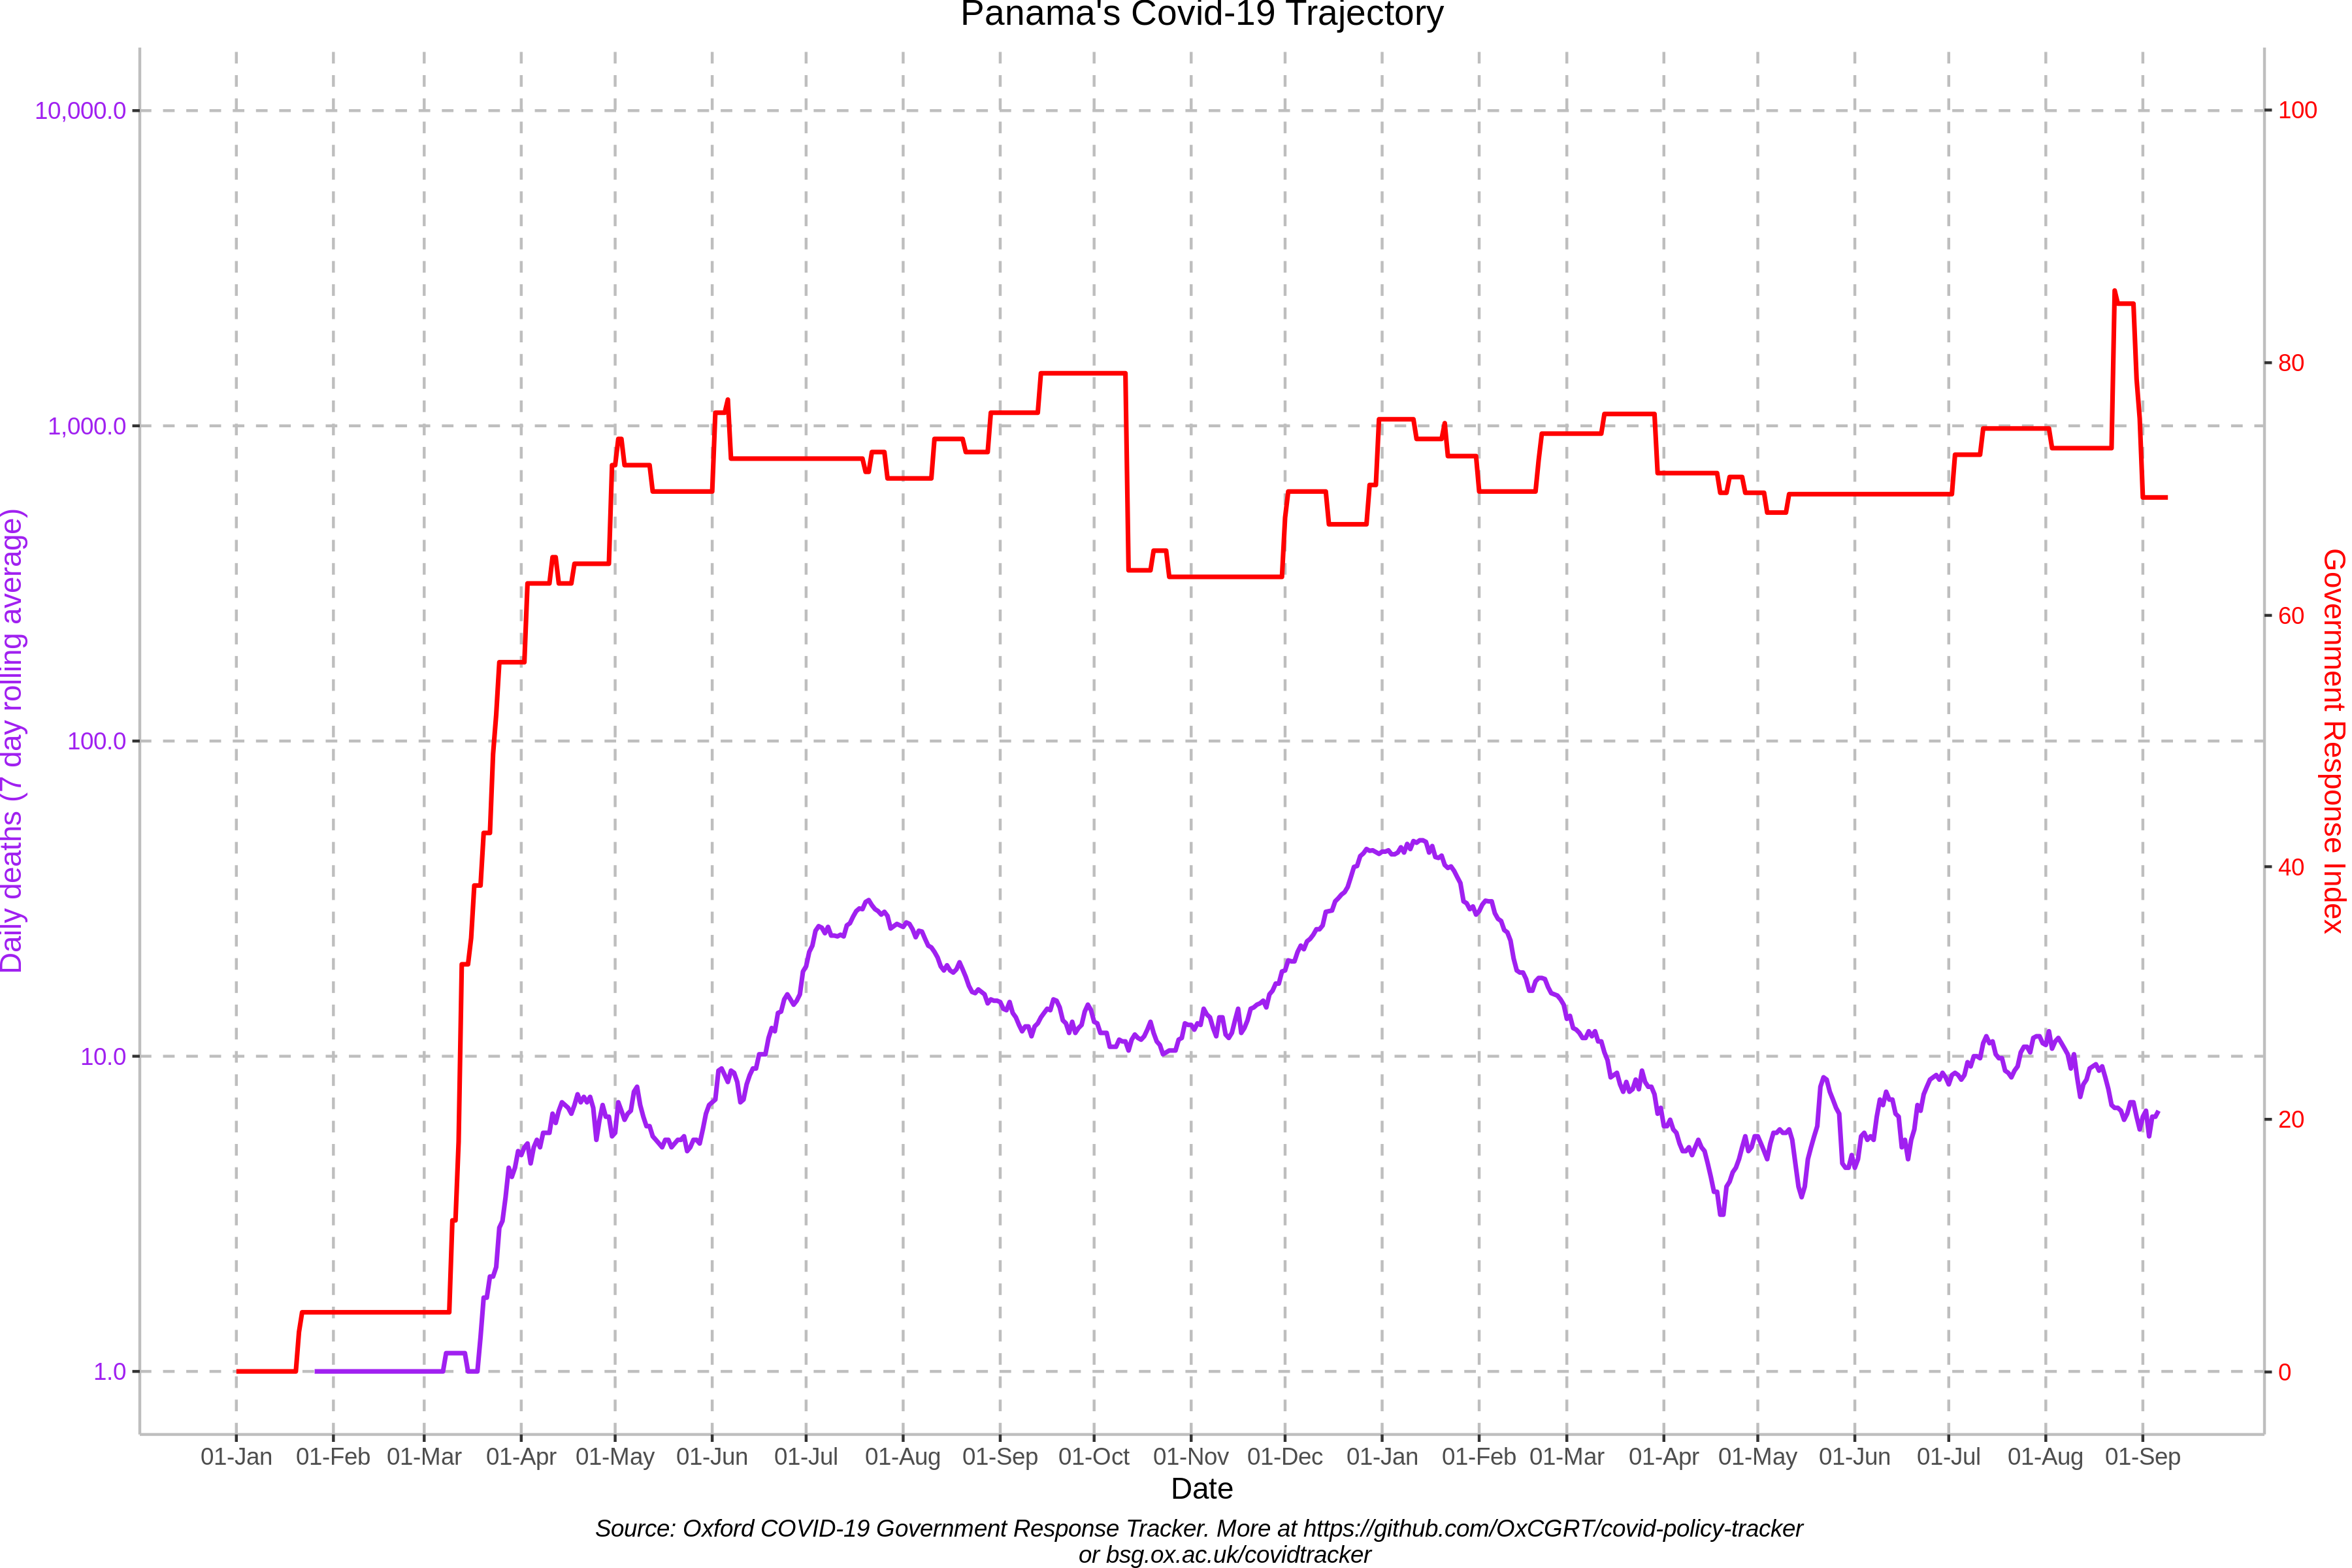 Panama's Covid-19 Trajectory
10,000.0
1,000.0
100.0
10.0
1.0
Daily deaths (7 day rolling average)
100
80
60
40
20
0
Government Response Index
01-Jan 01-Feb 01-Mar 01-Apr 01-May 01-Jun 01-Jul 01-Aug 01-Sep 01-Oct 01-Nov 01-Dec 01-Jan 01-Feb 01-Mar 01-Apr 01-May 01-Jun 01-Jul 01-Aug 01-Sep
Date
Source: Oxford COVID-19 Government Response Tracker. More at https://github.com/OxCGRT/covid-policy-tracker
or bsg.ox.ac.uk/covidtracker